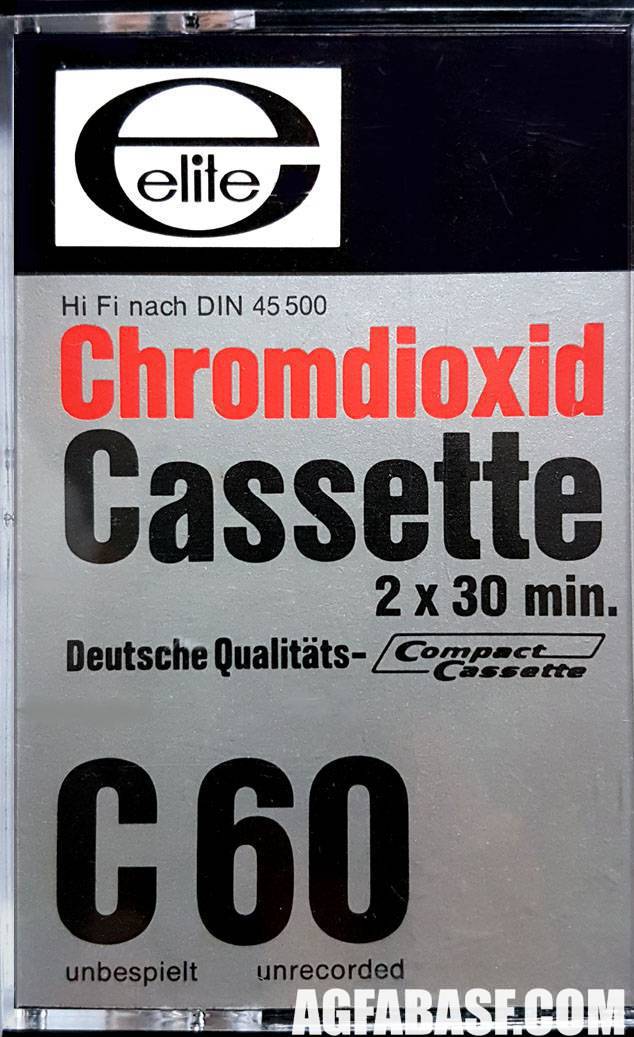 elite
Hi Fi nach DIN 45 500
Chromdioxid
Cassette
2 x 30 min.
Deutsche Qualitäts- Compact Cassette
C 60
unbespielt unrecorded
AGFABASF.COM